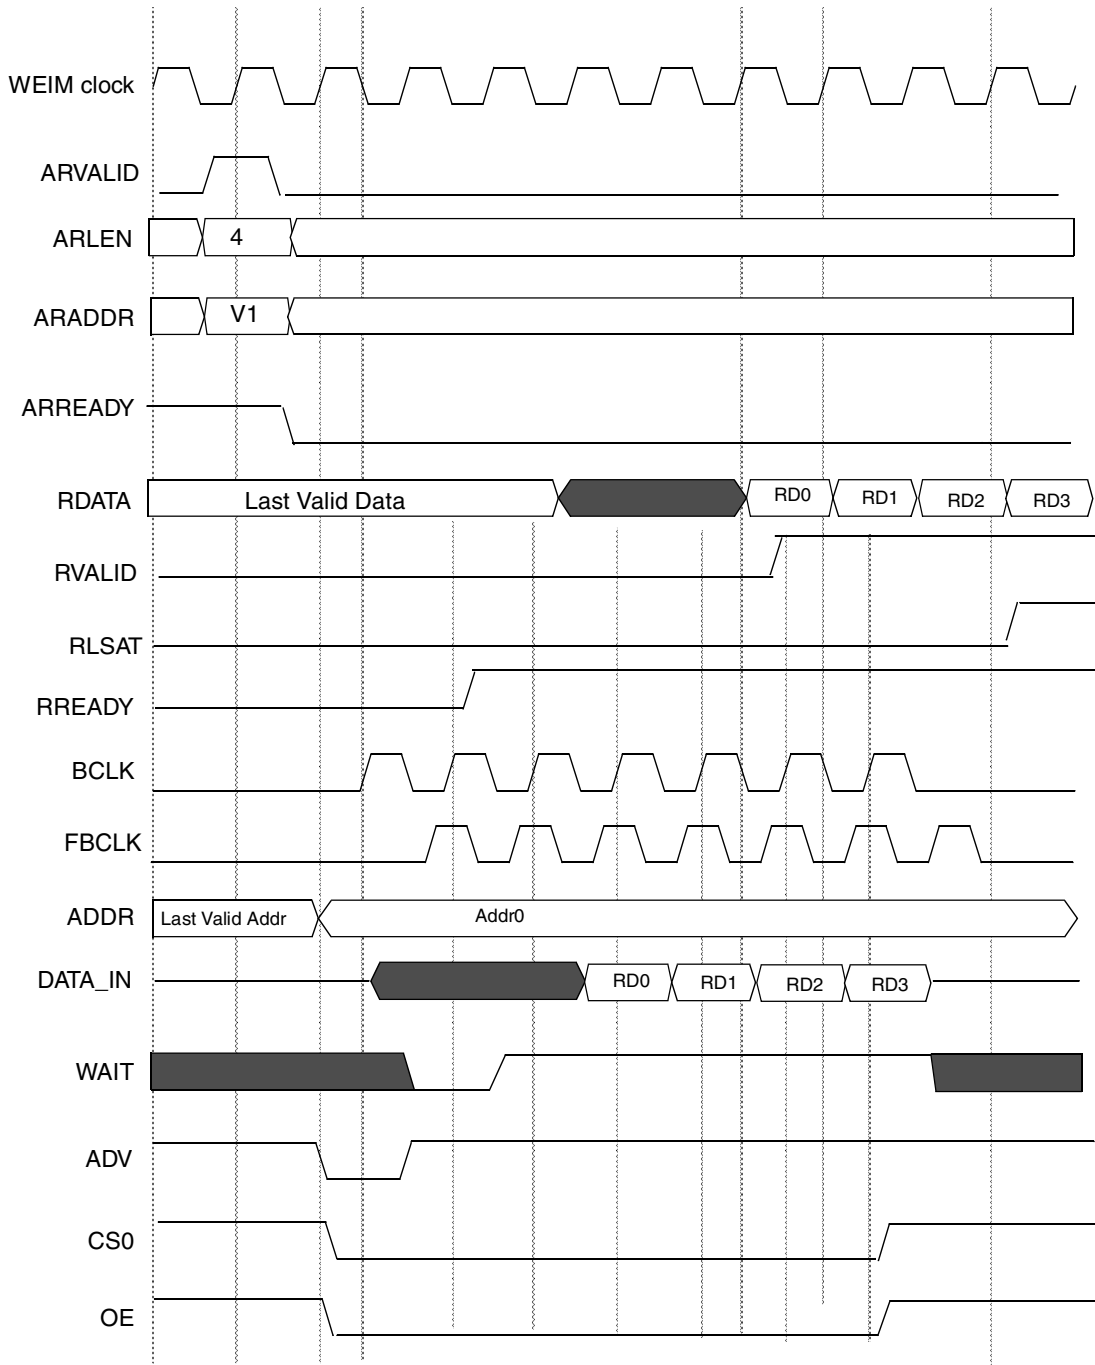 WEIM clock
ARVALID
ARLEN 4
ARADDR V1
ARREADY
RDATA Last Valid Data RD0 RD1 RD2 RD3
RVALID
RLSAT
RREADY
BCLK
FBCLK
ADDR Last Valid Addr Addr0
DATA_IN RD0 RD1 RD2 RD3
WAIT
ADV
CS0
OE